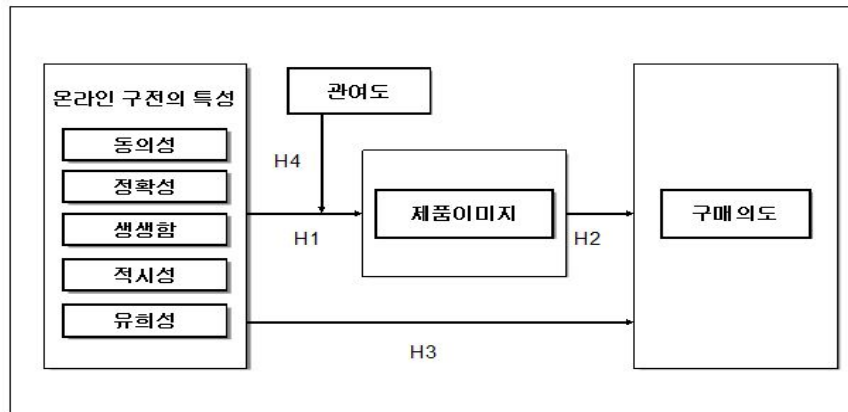 온라인 구전의 특성
동의성
정확성
생생함
적시성
유희성
관여도
H4
H1
제품이미지
H2
구매의도
H3